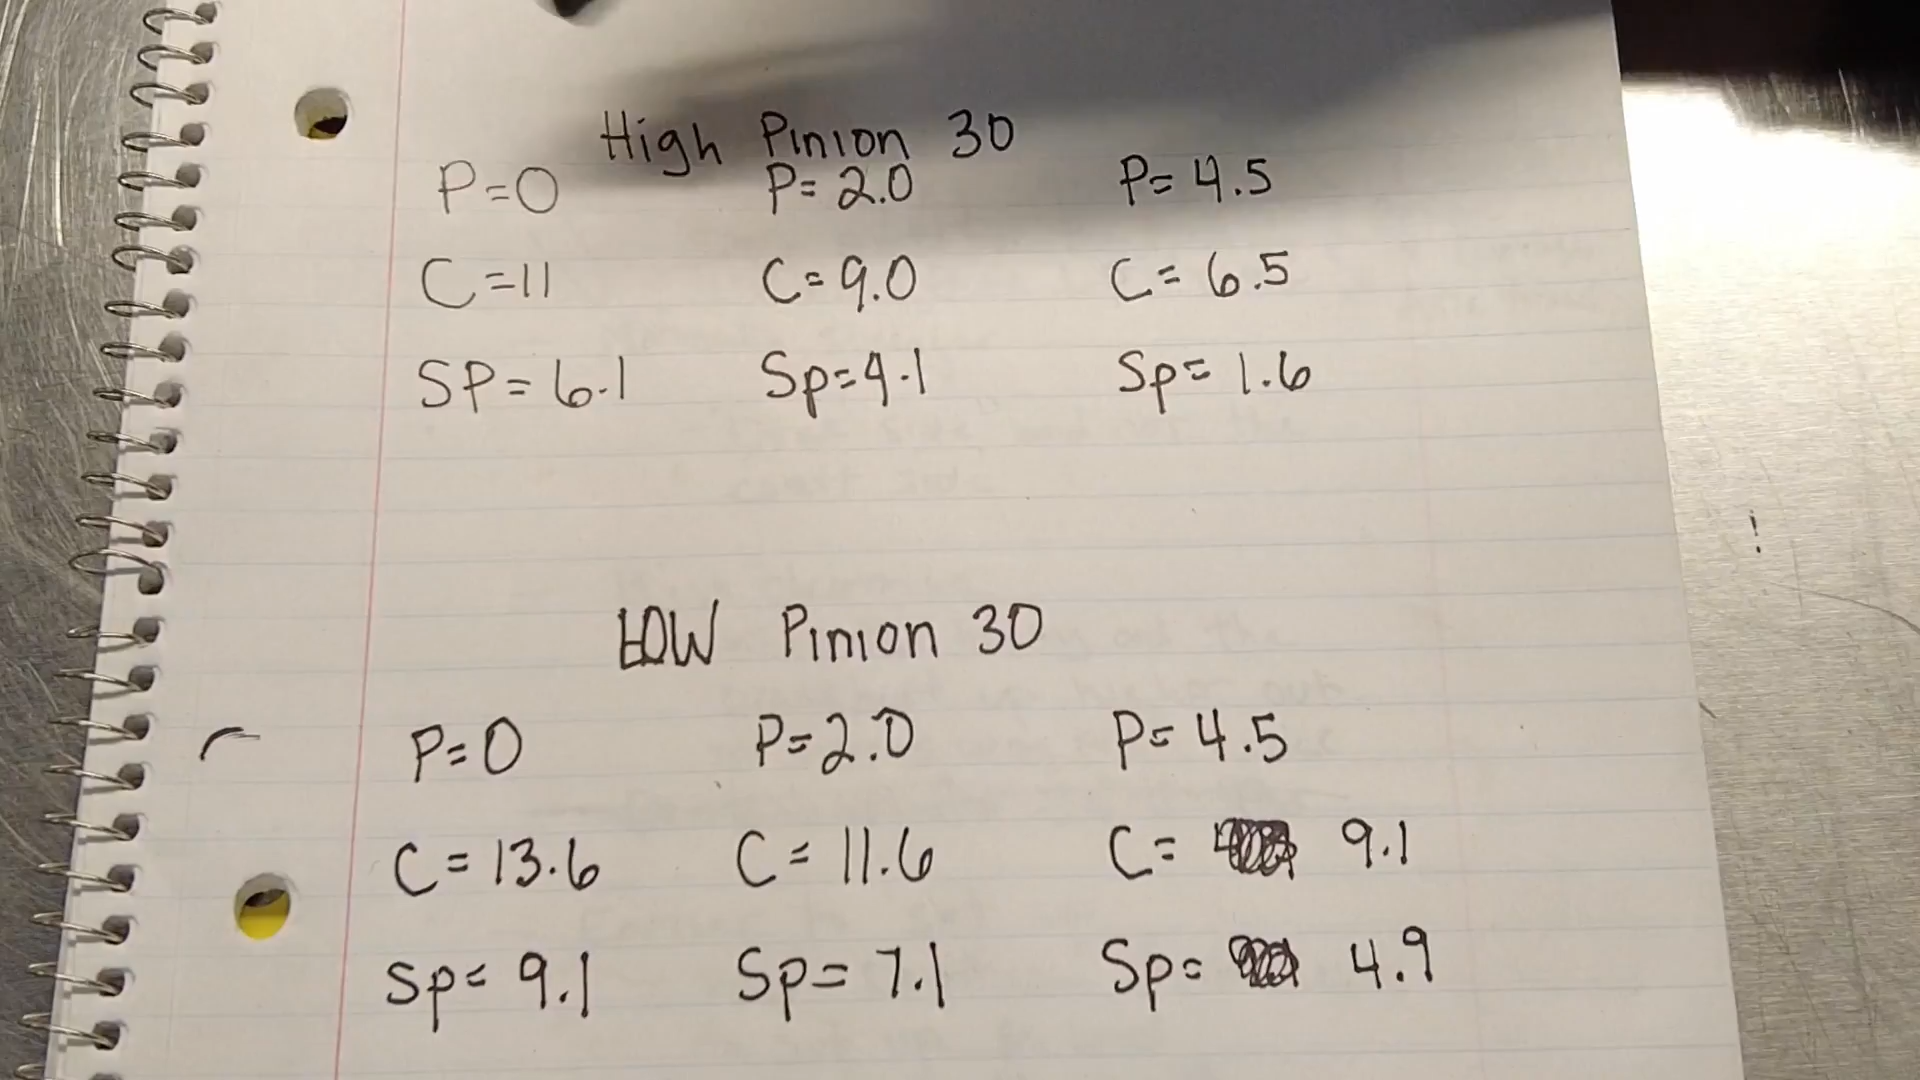 High Pinion 30
P=0 P=2.0 P=4.5
C=11 C=9.0 C=6.5
SP=6.1 Sp=4.1 Sp=1.6
LOW Pinion 30
P=0 P=2.0 P=4.5
C=13.6 C=11.6 C= 9.1
Sp=9.1 Sp=7.1 Sp= 4.9